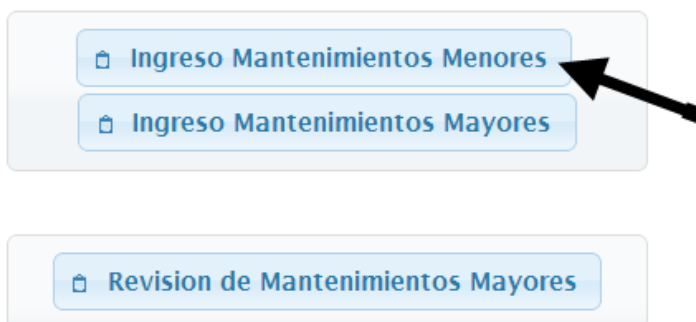 Ingreso Mantenimientos Menores
Ingreso Mantenimientos Mayores
Revision de Mantenimientos Mayores